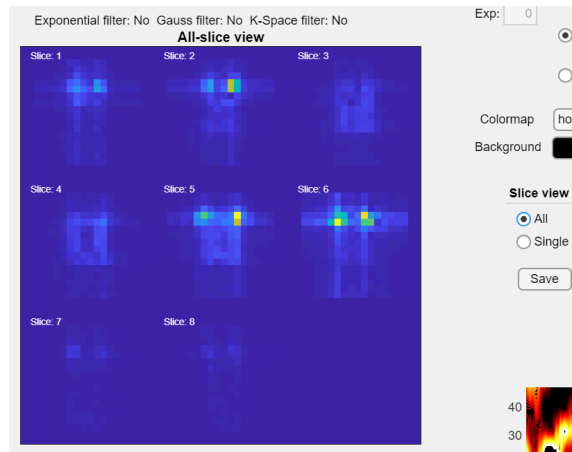 Exponential filter: No Gauss filter: No K-Space filter: No
All-slice view
Slice: 1
Slice: 2
Slice: 3
Slice: 4
Slice: 5
Slice: 6
Slice: 7
Slice: 8
Exp: 0
Colormap ho
Background
Slice view
All
Single
Save
40
30